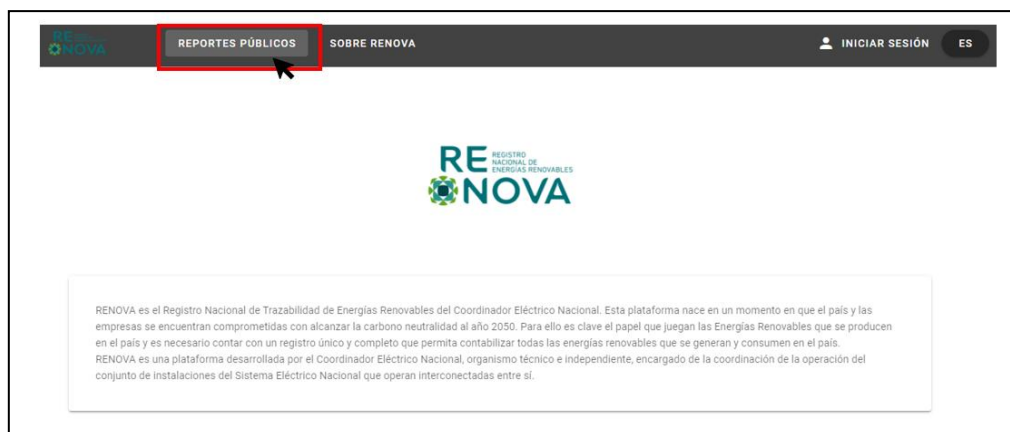 RE
NOVA
REPORTES PÚBLICOS
SOBRE RENOVA
INICIAR SESIÓN
ES
RE
REGISTRO
NACIONAL DE
ENERGÍAS RENOVABLES
NOVA
RENOVA es el Registro Nacional de Trazabilidad de Energías Renovables del Coordinador Eléctrico Nacional. Esta plataforma nace en un momento en que el país y las
empresas se encuentran comprometidas con alcanzar la carbono neutralidad al año 2050. Para ello es clave el papel que juegan las Energías Renovables que se producen
en el país y es necesario contar con un registro único y completo que permita contabilizar todas las energías renovables que se generan y consumen en el país.
RENOVA es una plataforma desarrollada por el Coordinador Eléctrico Nacional, organismo técnico e independiente, encargado de la coordinación de la operación del
conjunto de instalaciones del Sistema Eléctrico Nacional que operan interconectadas entre sí.